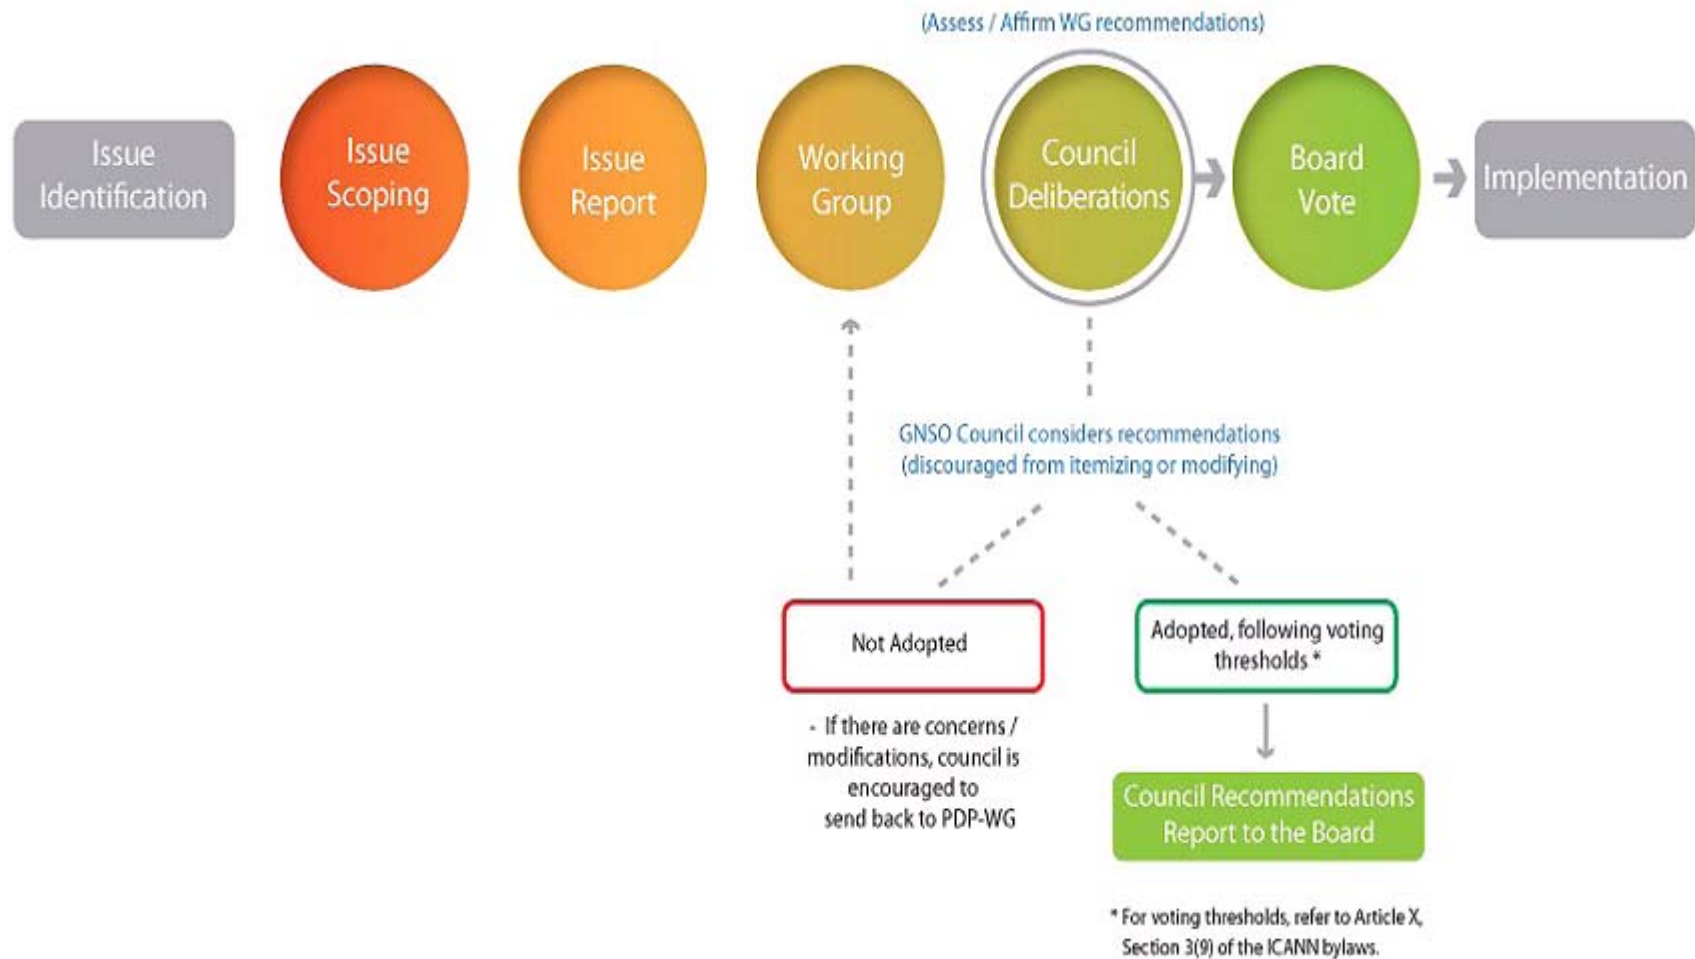 (Assess / Affirm WG recommendations)
Issue
Identification
Issue
Scoping
Issue
Report
Working
Group
Council
Deliberations
Board
Vote
Implementation
GNSO Council considers recommendations
(discouraged from itemizing or modifying)
Not Adopted
- If there are concerns /
modifications, council is
encouraged to
send back to PDP-WG
Adopted, following voting
thresholds *
Council Recommendations
Report to the Board
* For voting thresholds, refer to Article X,
Section 3(9) of the ICANN bylaws.